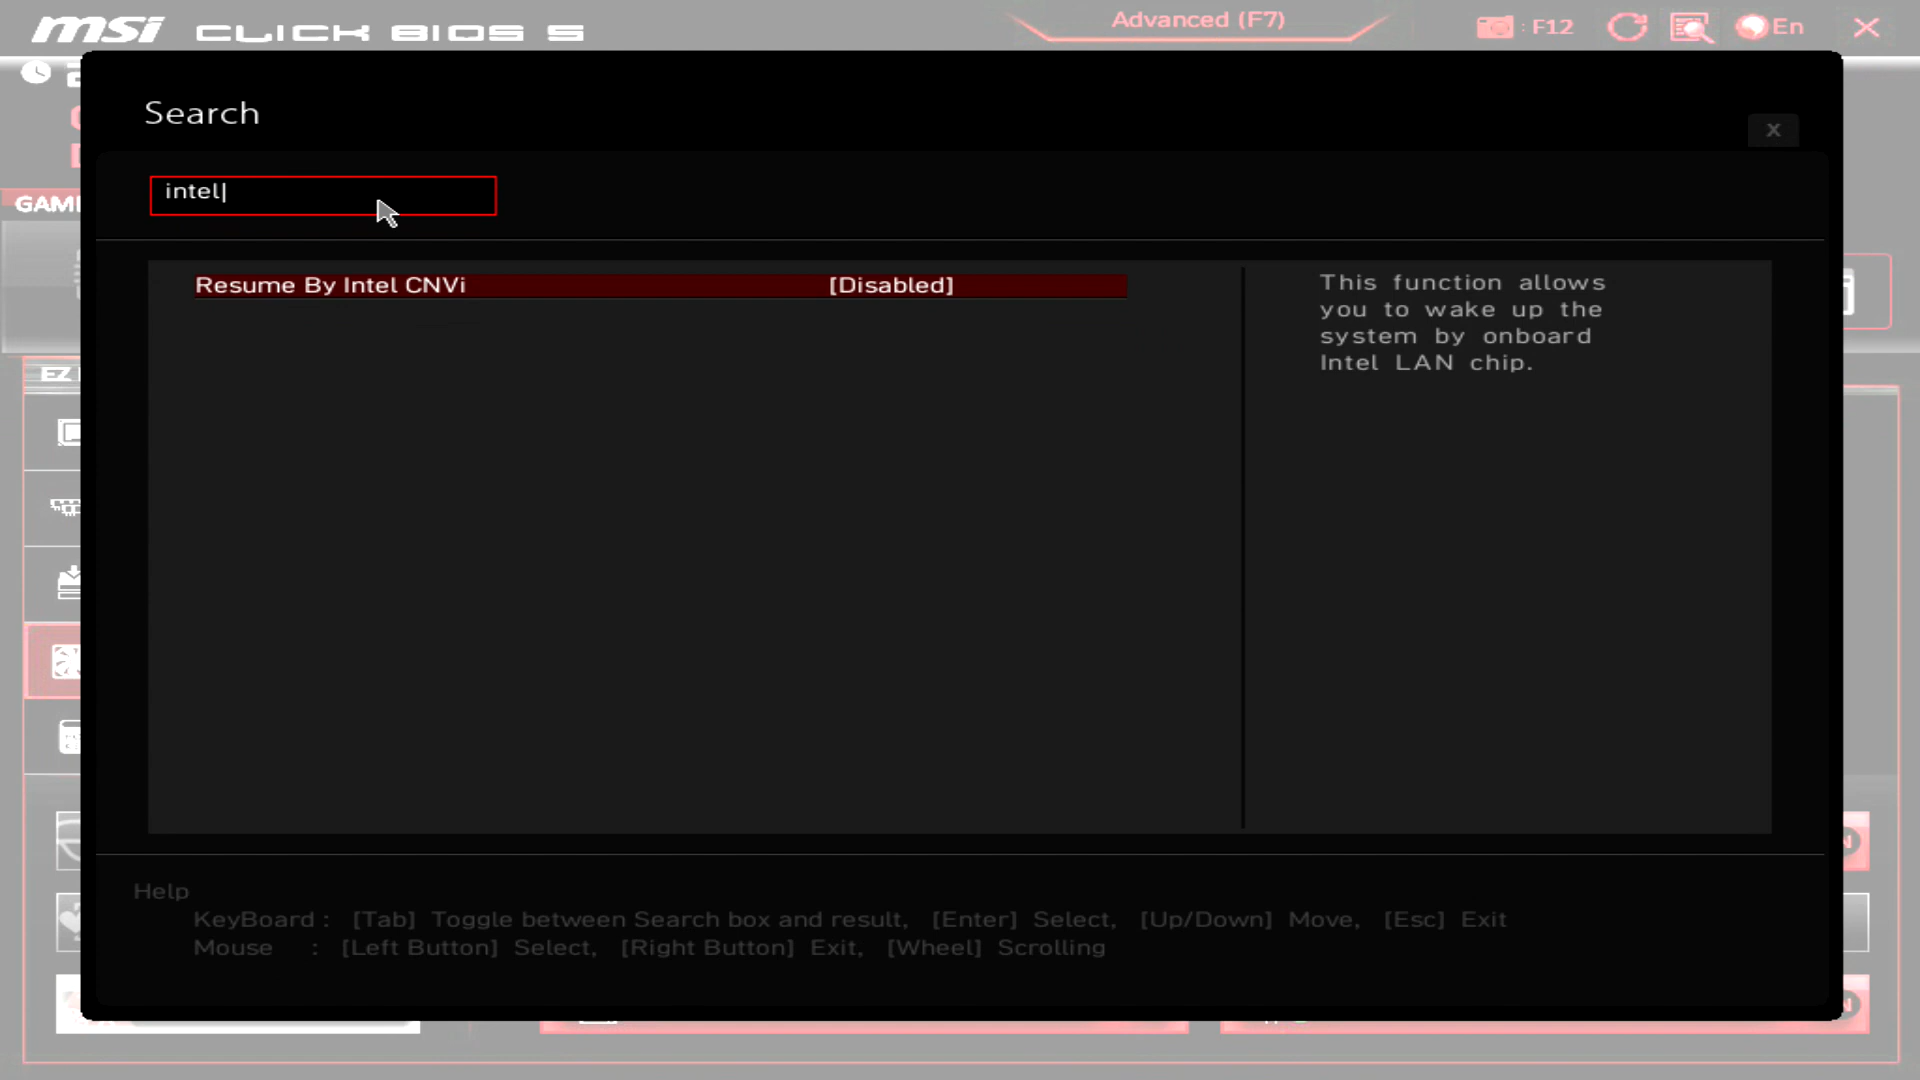 msi CLICK BIOS 5
Advanced (F7)
: F12
En
X
GAMI
EZ
Search
X
intel
Resume By Intel CNVi [Disabled]
This function allows
you to wake up the
system by onboard
Intel LAN chip.
Help
KeyBoard : [Tab] Toggle between Search box and result, [Enter] Select, [Up/Down] Move, [Esc] Exit
Mouse : [Left Button] Select, [Right Button] Exit, [Wheel] Scrolling